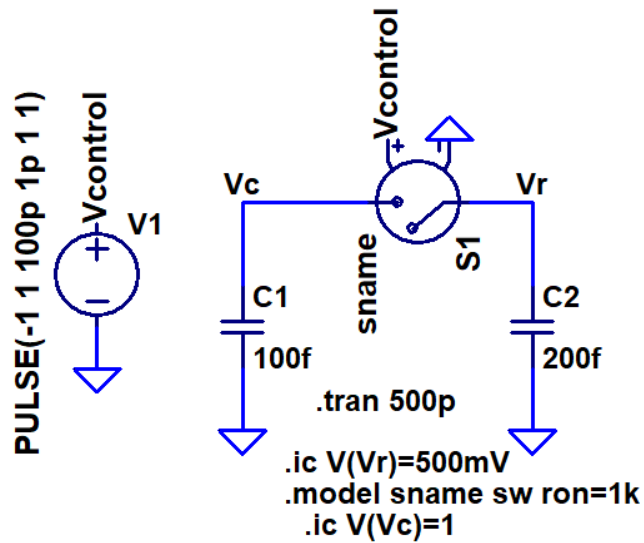 PULSE(-1 1 100p 1p 1 1)
Vcontrol
V1
+
−
Vcontrol
+
Vc
Vr
sname
S1
C1
100f
C2
200f
.tran 500p
.ic V(Vr)=500mV
.model sname sw ron=1k
.ic V(Vc)=1